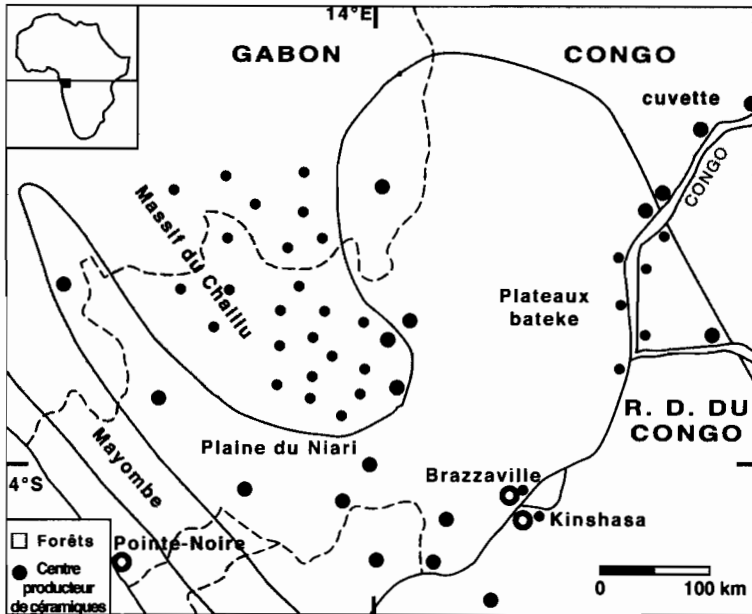 14°E
GABON
CONGO
cuvette
CONGO
Massif du Chaillu
Plateaux
bateke
R. D. DU
CONGO
Plaine du Niari
Mayombe
Brazzaville
4°S
Kinshasa
Forêts
Pointe-Noire
Centre
producteur
de céramiques
0 100 km